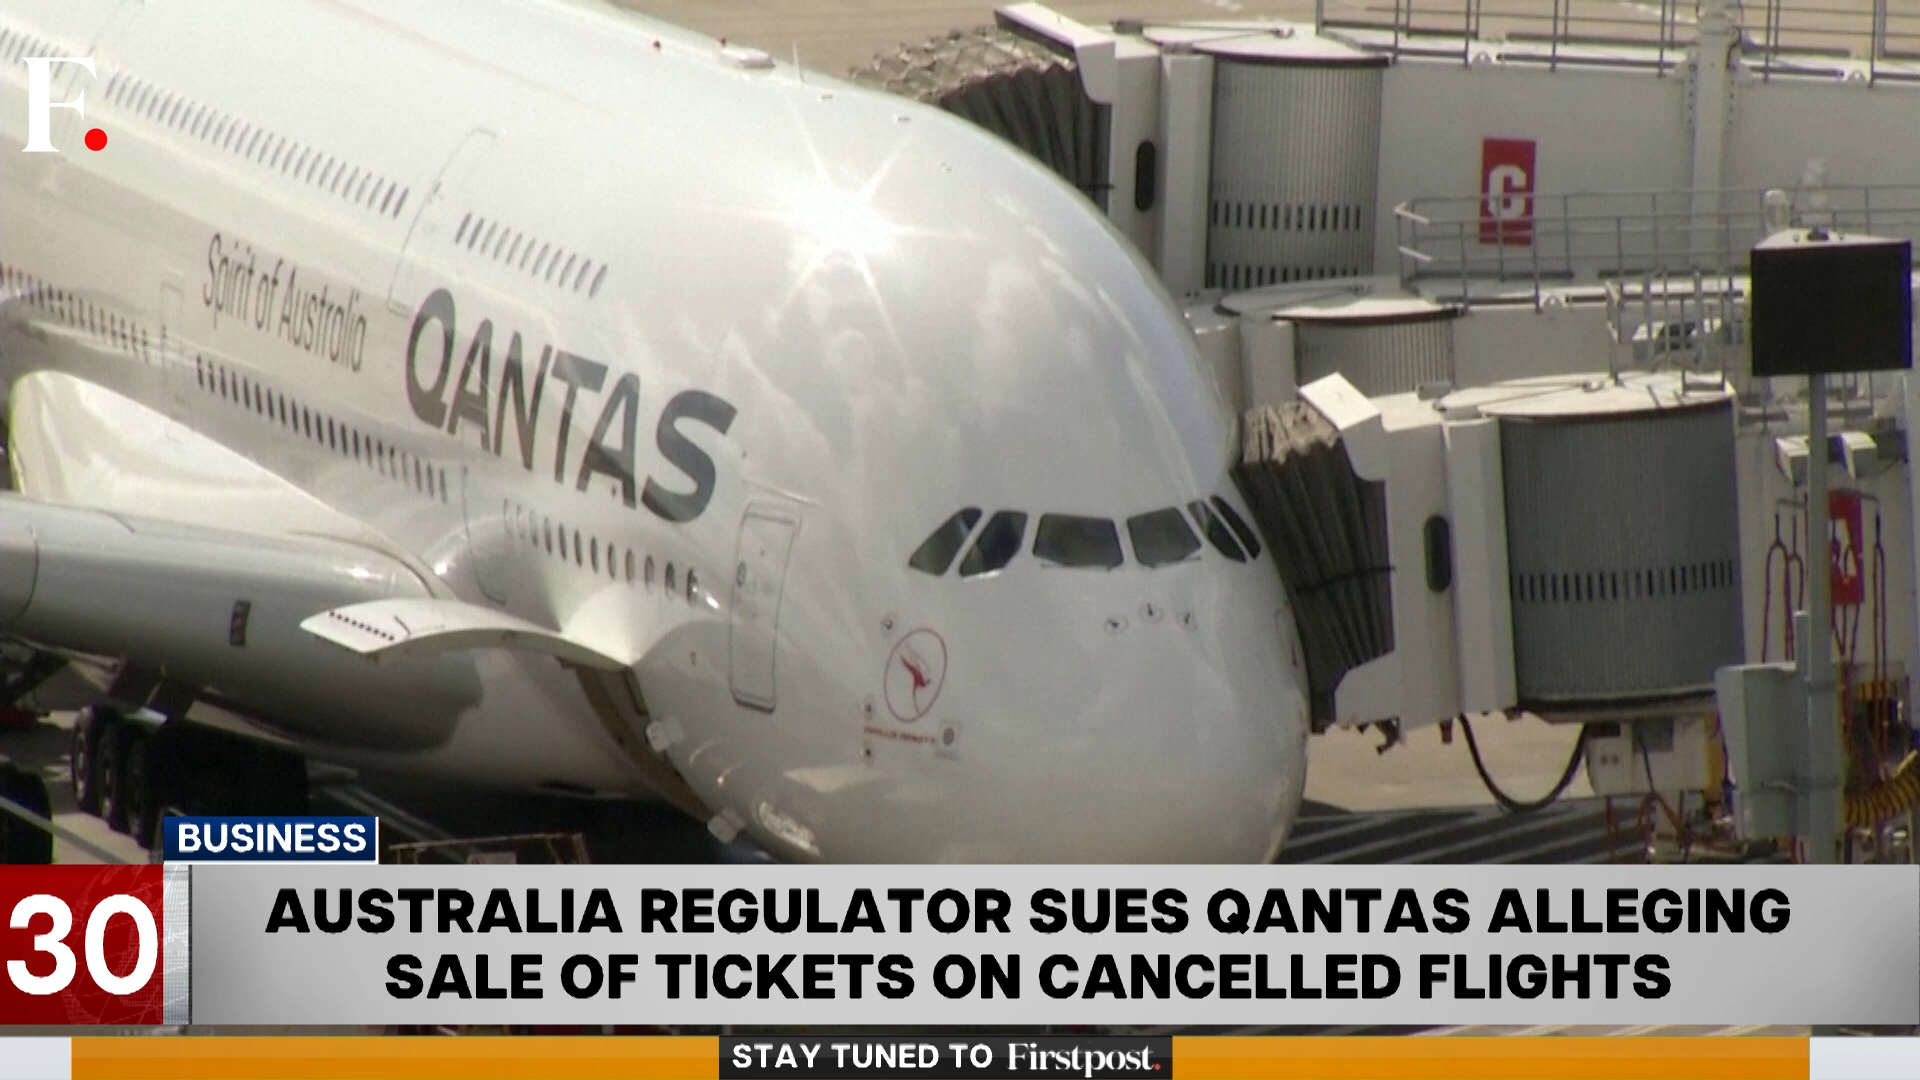 F.
Spirit of Australia
QANTAS
C
BUSINESS
30
AUSTRALIA REGULATOR SUES QANTAS ALLEGING
SALE OF TICKETS ON CANCELLED FLIGHTS
STAY TUNED TO Firstpost.